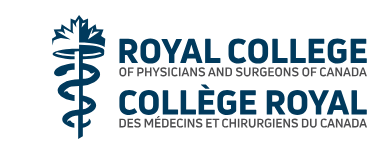 ROYAL COLLEGE
OF PHYSICIANS AND SURGEONS OF CANADA
COLLÈGE ROYAL
DES MÉDECINS ET CHIRURGIENS DU CANADA